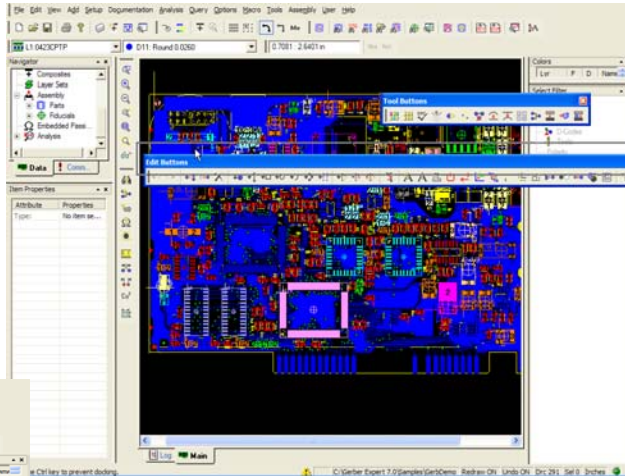 File Edit View Add Setup Documentation Analysis Query Options Macro Tools Assembly User Help
L1:0423CPTP D11: Round 0.0260 0.7081 : 2.6401 in
Navigator
Composites
Layer Sets
Assembly
Parts
Fiducials
Embedded Passi...
Analysis
Data Comm...
Item Properties
Attribute Properties
Type: No item se...
Tool Buttons
Edit Buttons
Colors
Lyr F D Name
Select Filter
D-Codes
Log Main
e Ctrl key to prevent docking.
C:\Gerber Expert 7.0\Samples\GerbDemo Redraw ON Undo ON Drc 291 Sel 0 Inches